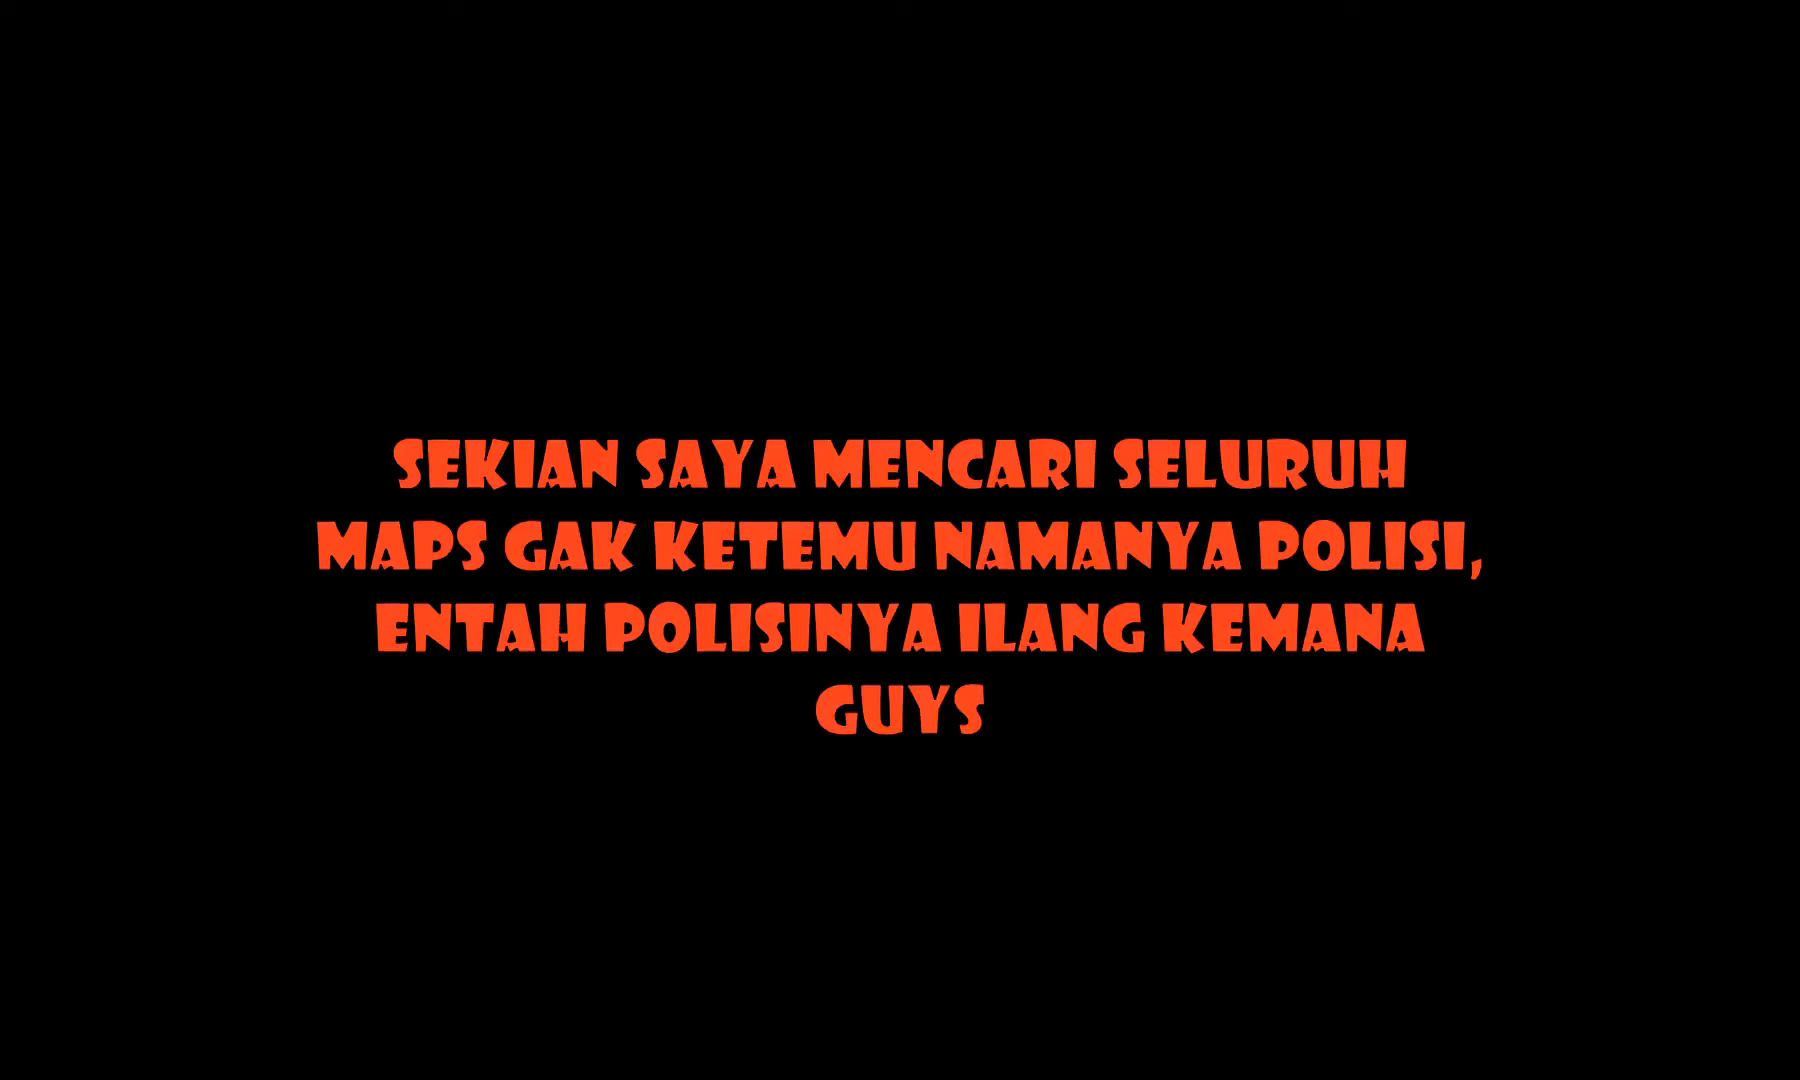 SEKIAN SAYA MENCARI SELURUH
MAPS GAK KETEMU NAMANYA POLISI,
ENTAH POLISINYA ILANG KEMANA
GUYS